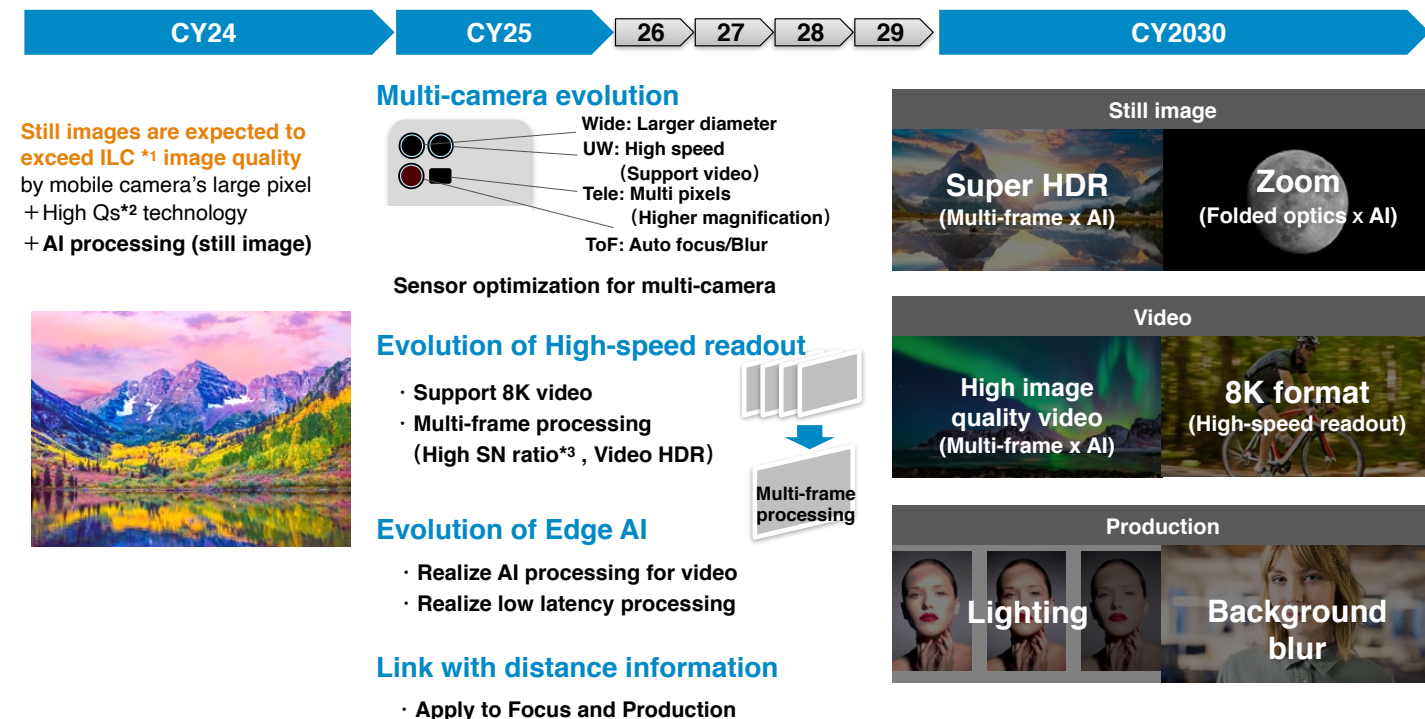 CY24
CY25
26
27
28
29
CY2030
Still images are expected to
exceed ILC *1 image quality
by mobile camera's large pixel
＋High Qs*2 technology
＋AI processing (still image)
Multi-camera evolution
Wide: Larger diameter
UW: High speed
（Support video）
Tele: Multi pixels
（Higher magnification）
ToF: Auto focus/Blur
Sensor optimization for multi-camera
Evolution of High-speed readout
・Support 8K video
・Multi-frame processing
（High SN ratio*3 , Video HDR）
Multi-frame
processing
Evolution of Edge AI
・Realize AI processing for video
・Realize low latency processing
Link with distance information
・Apply to Focus and Production
Still image
Super HDR
(Multi-frame x AI)
Zoom
(Folded optics x AI)
Video
High image
quality video
(Multi-frame x AI)
8K format
(High-speed readout)
Production
Lighting
Background
blur